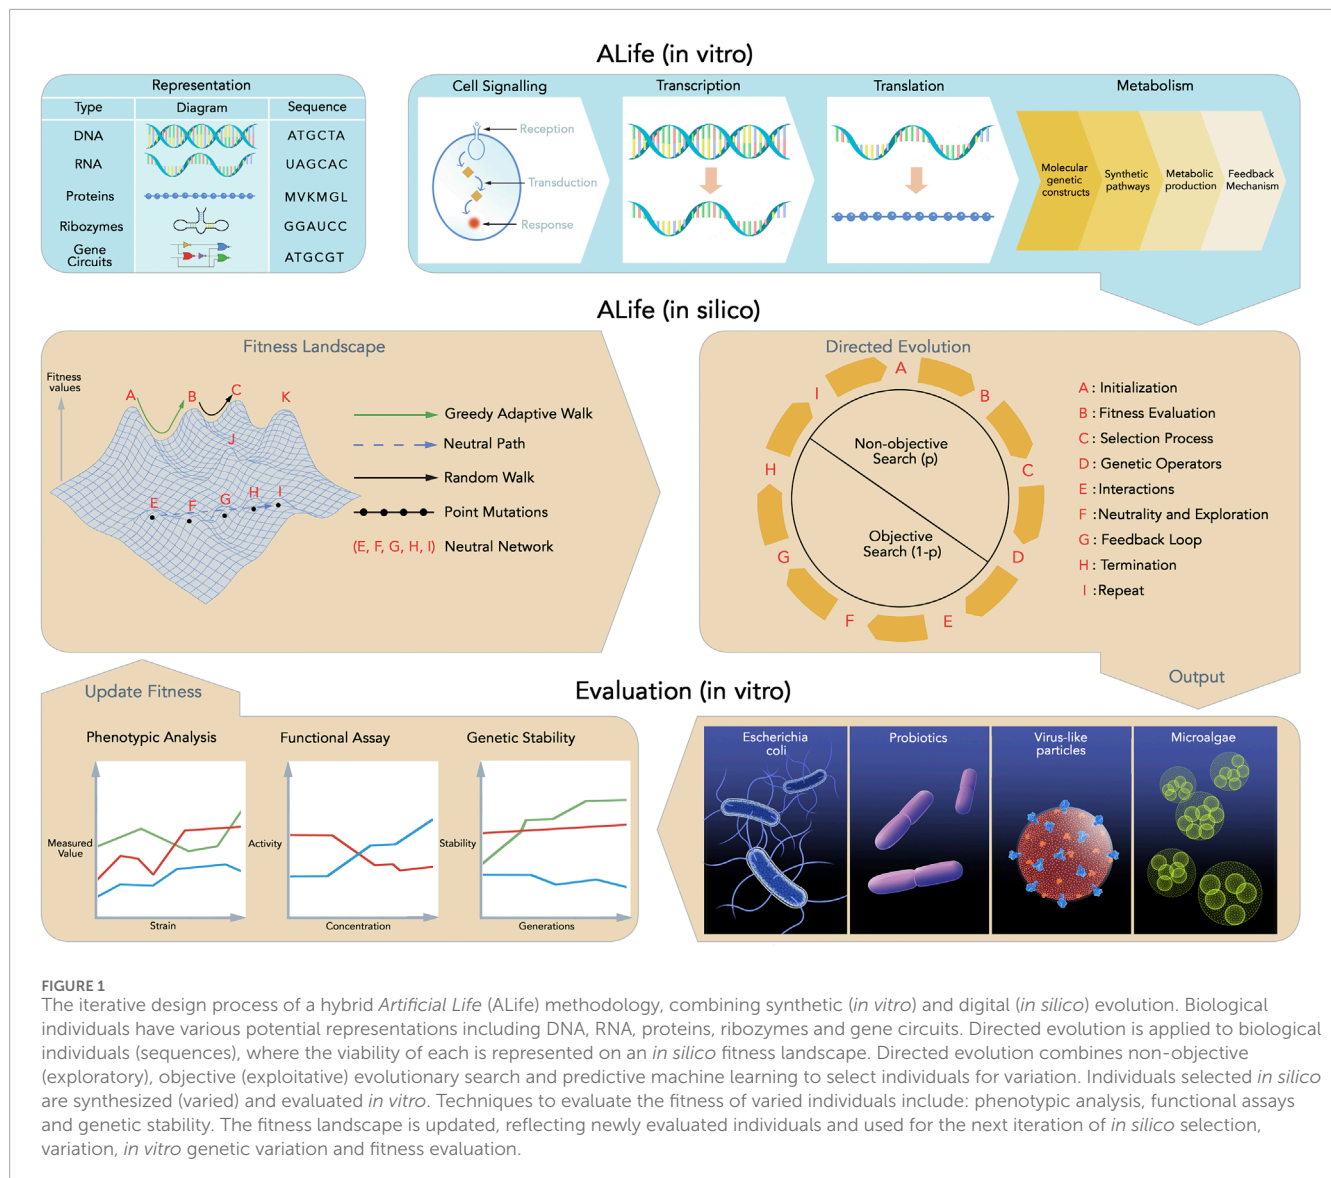 ALife (in vitro)
Representation
Type Diagram Sequence
DNA ATGCTA
RNA UAGCAC
Proteins MVKMGL
Ribozymes GGAUCC
Gene
Circuits ATGCGT
Cell Signalling
Reception
Transduction
Response
Transcription
Translation
Metabolism
Molecular
genetic
constructs
Synthetic
pathways
Metabolic
production
Feedback
Mechanism
ALife (in silico)
Fitness Landscape
Fitness
values
A
B
C
K
J
E
F
G
H
I
Greedy Adaptive Walk
Neutral Path
Random Walk
Point Mutations
(E, F, G, H, I) Neutral Network
Directed Evolution
A
B
C
D
E
F
G
H
I
Non-objective
Search (p)
Objective
Search (1-p)
A : Initialization
B : Fitness Evaluation
C : Selection Process
D : Genetic Operators
E : Interactions
F : Neutrality and Exploration
G : Feedback Loop
H : Termination
I : Repeat
Output
Update Fitness
Evaluation (in vitro)
Phenotypic Analysis
Measured
Value
Strain
Functional Assay
Activity
Concentration
Genetic Stability
Stability
Generations
Escherichia
coli
Probiotics
Virus-like
particles
Microalgae
FIGURE 1
The iterative design process of a hybrid Artificial Life (ALife) methodology, combining synthetic (in vitro) and digital (in silico) evolution. Biological
individuals have various potential representations including DNA, RNA, proteins, ribozymes and gene circuits. Directed evolution is applied to biological
individuals (sequences), where the viability of each is represented on an in silico fitness landscape. Directed evolution combines non-objective
(exploratory), objective (exploitative) evolutionary search and predictive machine learning to select individuals for variation. Individuals selected in silico
are synthesized (varied) and evaluated in vitro. Techniques to evaluate the fitness of varied individuals include: phenotypic analysis, functional assays
and genetic stability. The fitness landscape is updated, reflecting newly evaluated individuals and used for the next iteration of in silico selection,
variation, in vitro genetic variation and fitness evaluation.